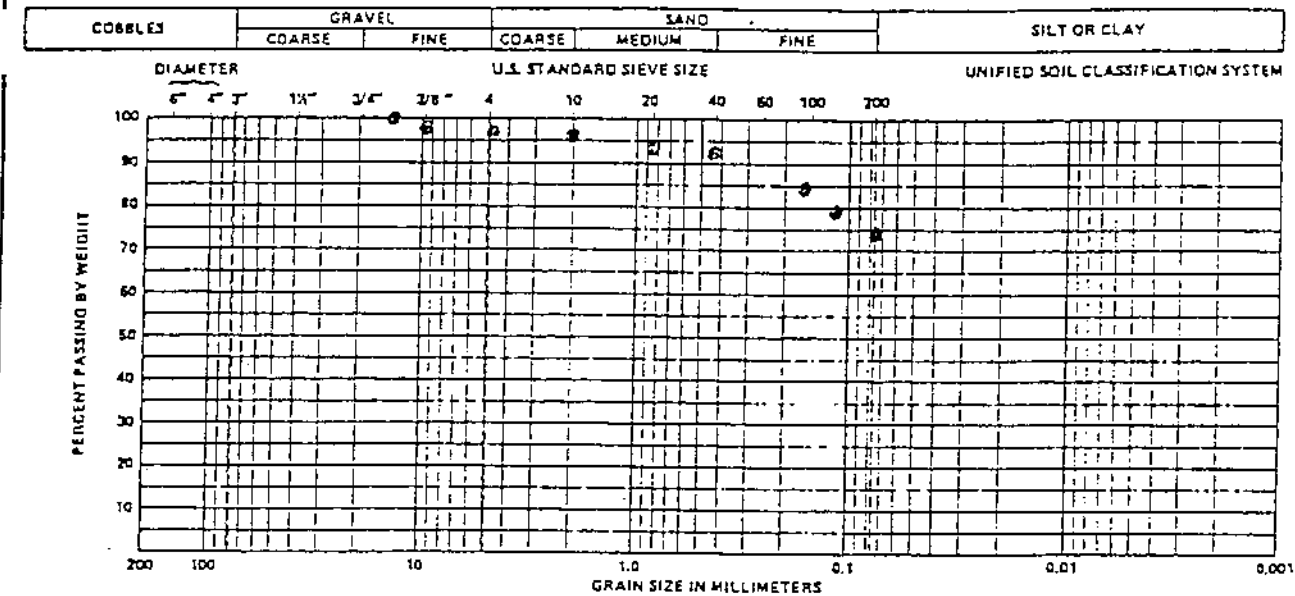 COBBLES GRAVEL SAND SILT OR CLAY
COARSE FINE COARSE MEDIUM FINE
DIAMETER U.S. STANDARD SIEVE SIZE UNIFIED SOIL CLASSIFICATION SYSTEM
6" 4" 3" 1½" 3/4" 3/8" 4 10 20 40 60 100 200
100
90
80
70
60
50
40
30
20
10
PERCENT PASSING BY WEIGHT
200 100 10 1.0 0.1 0.01 0.001
GRAIN SIZE IN MILLIMETERS